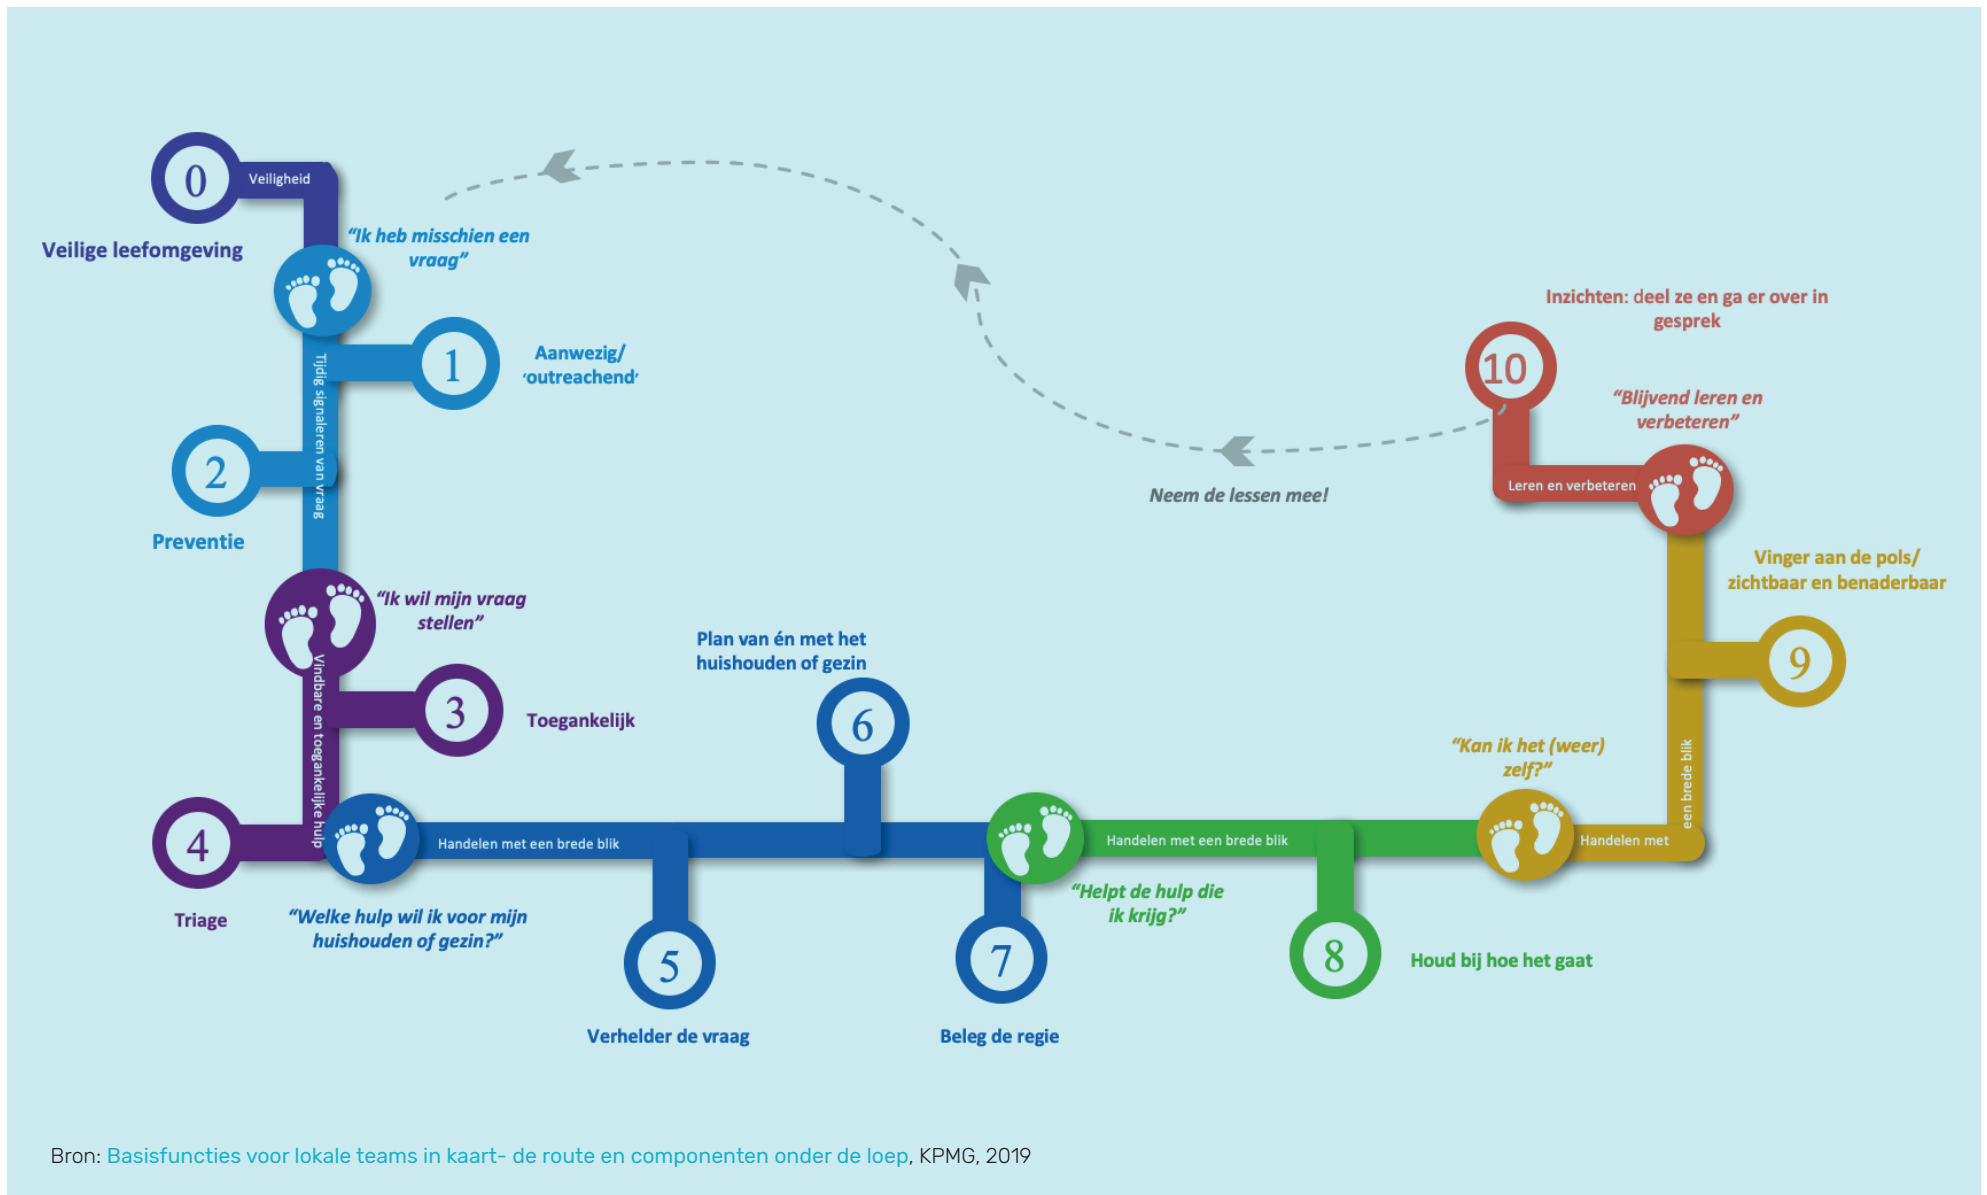 0
Veiligheid
Veilige leefomgeving
“Ik heb misschien een
vraag”
Tijdig signaleren van vraag
1
Aanwezig/
‘outreachend’
2
Preventie
“Ik wil mijn vraag
stellen”
Vindbare en toegankelijke hulp
3
Toegankelijk
4
Triage
“Welke hulp wil ik voor mijn
huishouden of gezin?”
Handelen met een brede blik
5
Verhelder de vraag
Plan van én met het
huishouden of gezin
6
7
Beleg de regie
Handelen met een brede blik
“Helpt de hulp die
ik krijg?”
8
Houd bij hoe het gaat
“Kan ik het (weer)
zelf?”
Handelen met
een brede blik
9
Vinger aan de pols/
zichtbaar en benaderbaar
“Blijvend leren en
verbeteren”
Leren en verbeteren
10
Inzichten: deel ze en ga er over in
gesprek
Neem de lessen mee!
Bron: Basisfuncties voor lokale teams in kaart- de route en componenten onder de loep, KPMG, 2019